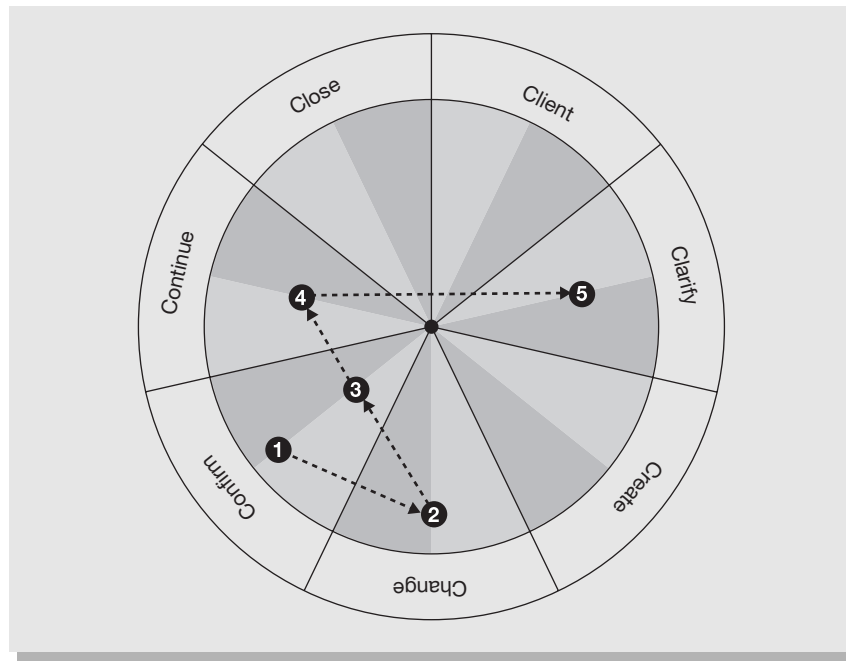 Close
Client
Continue
Clarify
4
5
3
1
Confirm
Create
2
Change